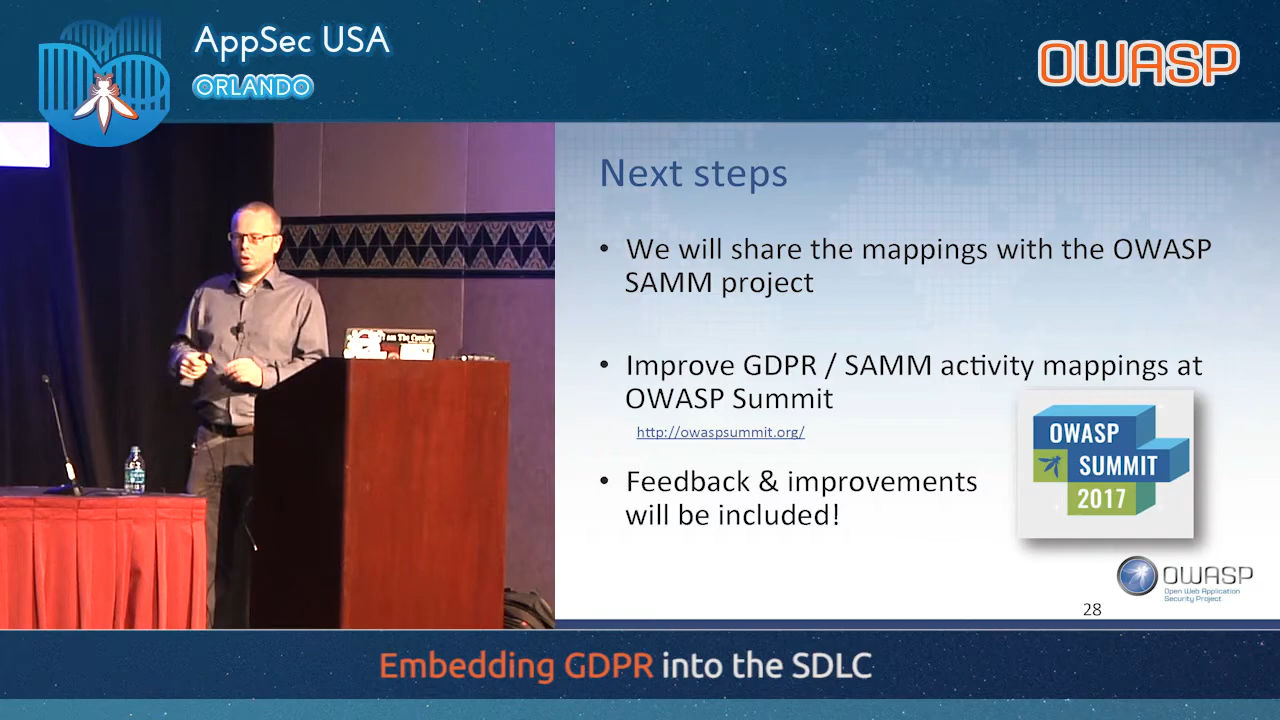 AppSec USA
ORLANDO
OWASP
Next steps
• We will share the mappings with the OWASP
SAMM project
• Improve GDPR / SAMM activity mappings at
OWASP Summit
http://owaspsummit.org/
• Feedback & improvements
will be included!
OWASP
SUMMIT
2017
OWASP
Open Web Application
Security Project
28
Embedding GDPR into the SDLC